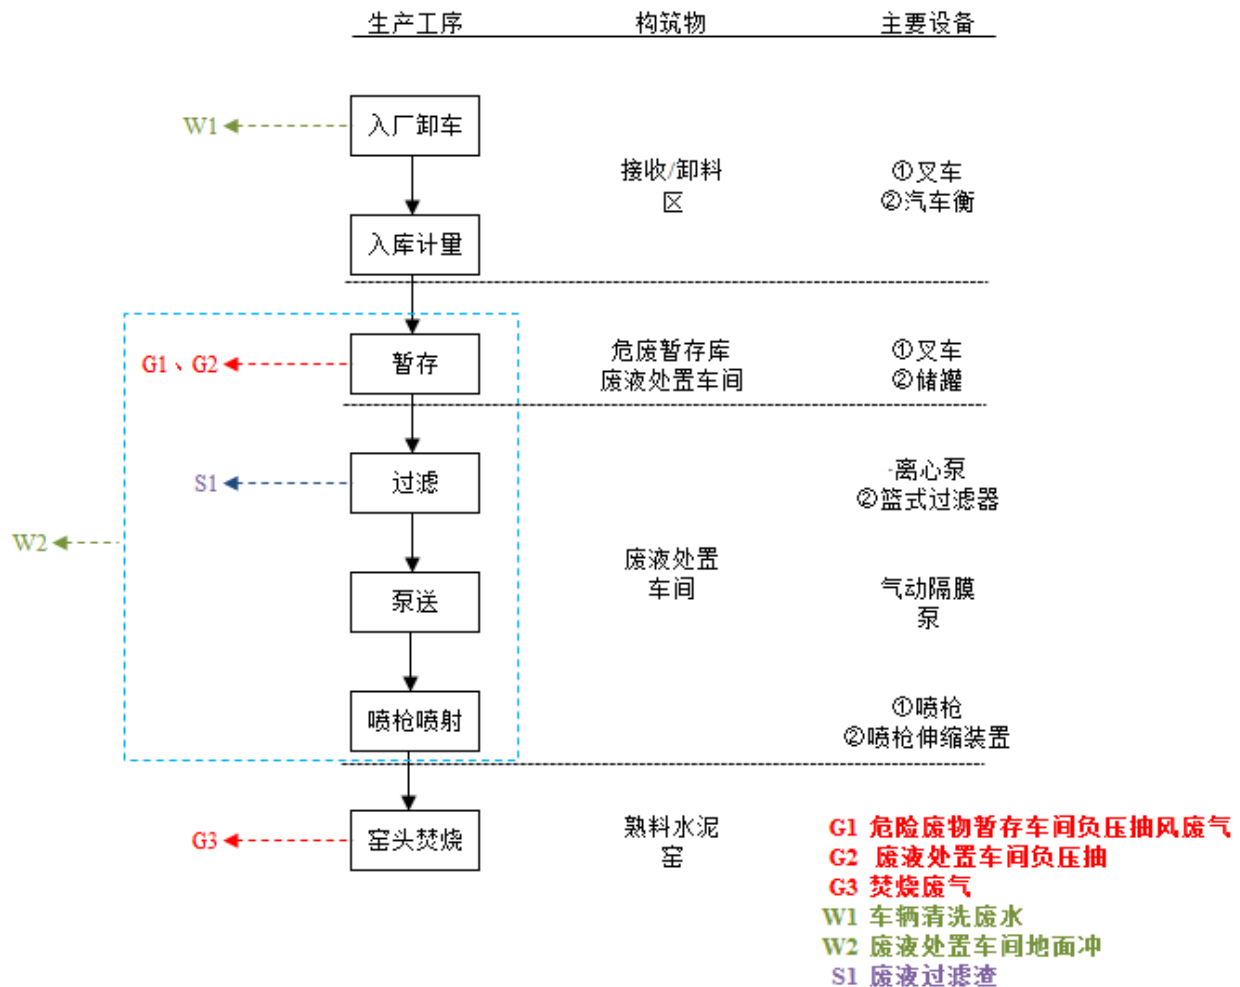 生产工序 构筑物 主要设备
W1 入厂卸车
接收/卸料 ①叉车
区 ②汽车衡
入库计量
危废暂存库 ①叉车
G1、G2 暂存
废液处置车间 ②储罐
离心泵
S1 过滤
②篮式过滤器
W2
废液处置
车间 气动隔膜
泵送 泵
①喷枪
喷枪喷射
②喷枪伸缩装置
熟料水泥 G1 危险废物暂存车间负压抽风废气
G3 窑头焚烧
窑 G2 废液处置车间负压抽
G3 焚烧废气
W1 车辆清洗废水
W2 废液处置车间地面冲
S1 废液过滤渣